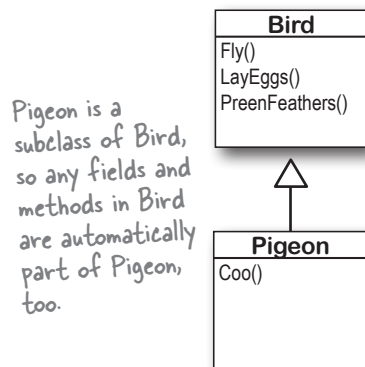 Bird
Fly()
LayEggs()
PreenFeathers()
Pigeon is a
subclass of Bird,
so any fields and
methods in Bird
are automatically
part of Pigeon,
too.
Pigeon
Coo()